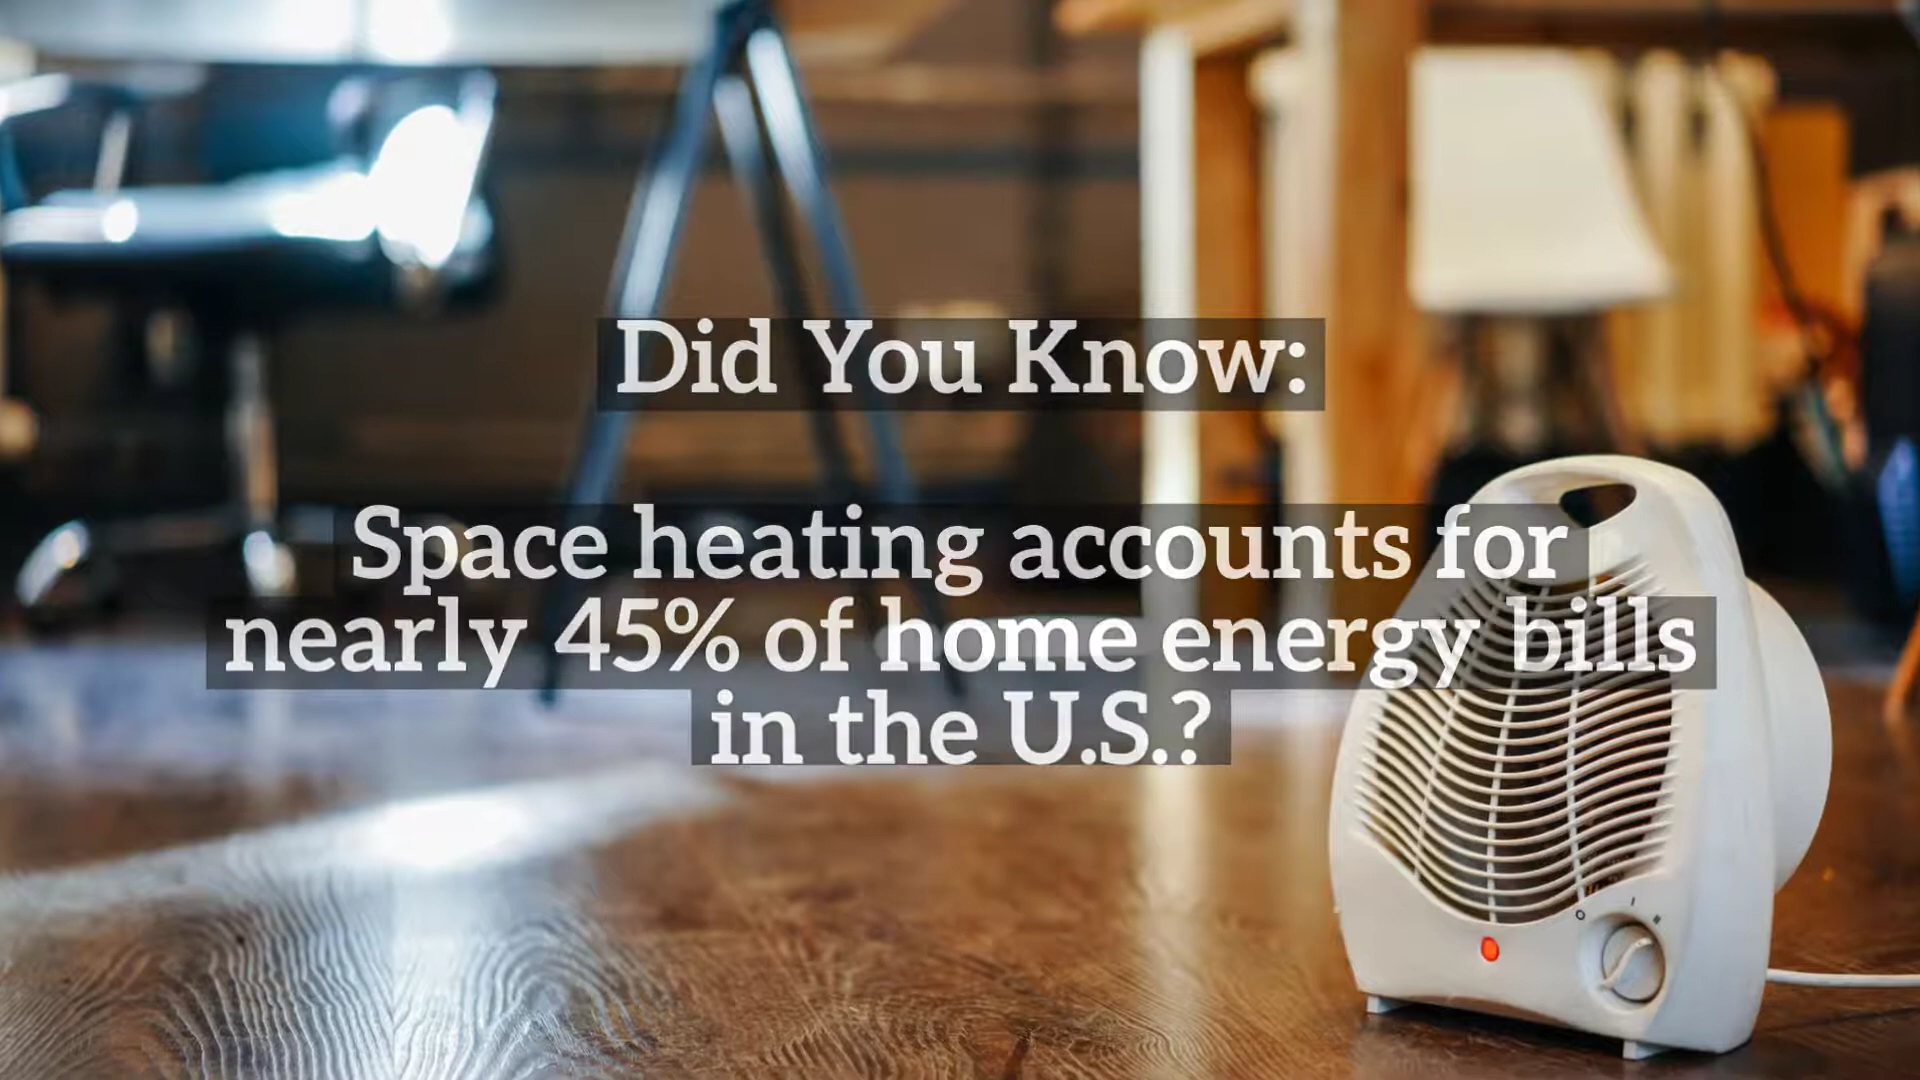 Did You Know:
Space heating accounts for
nearly 45% of home energy bills
in the U.S.?